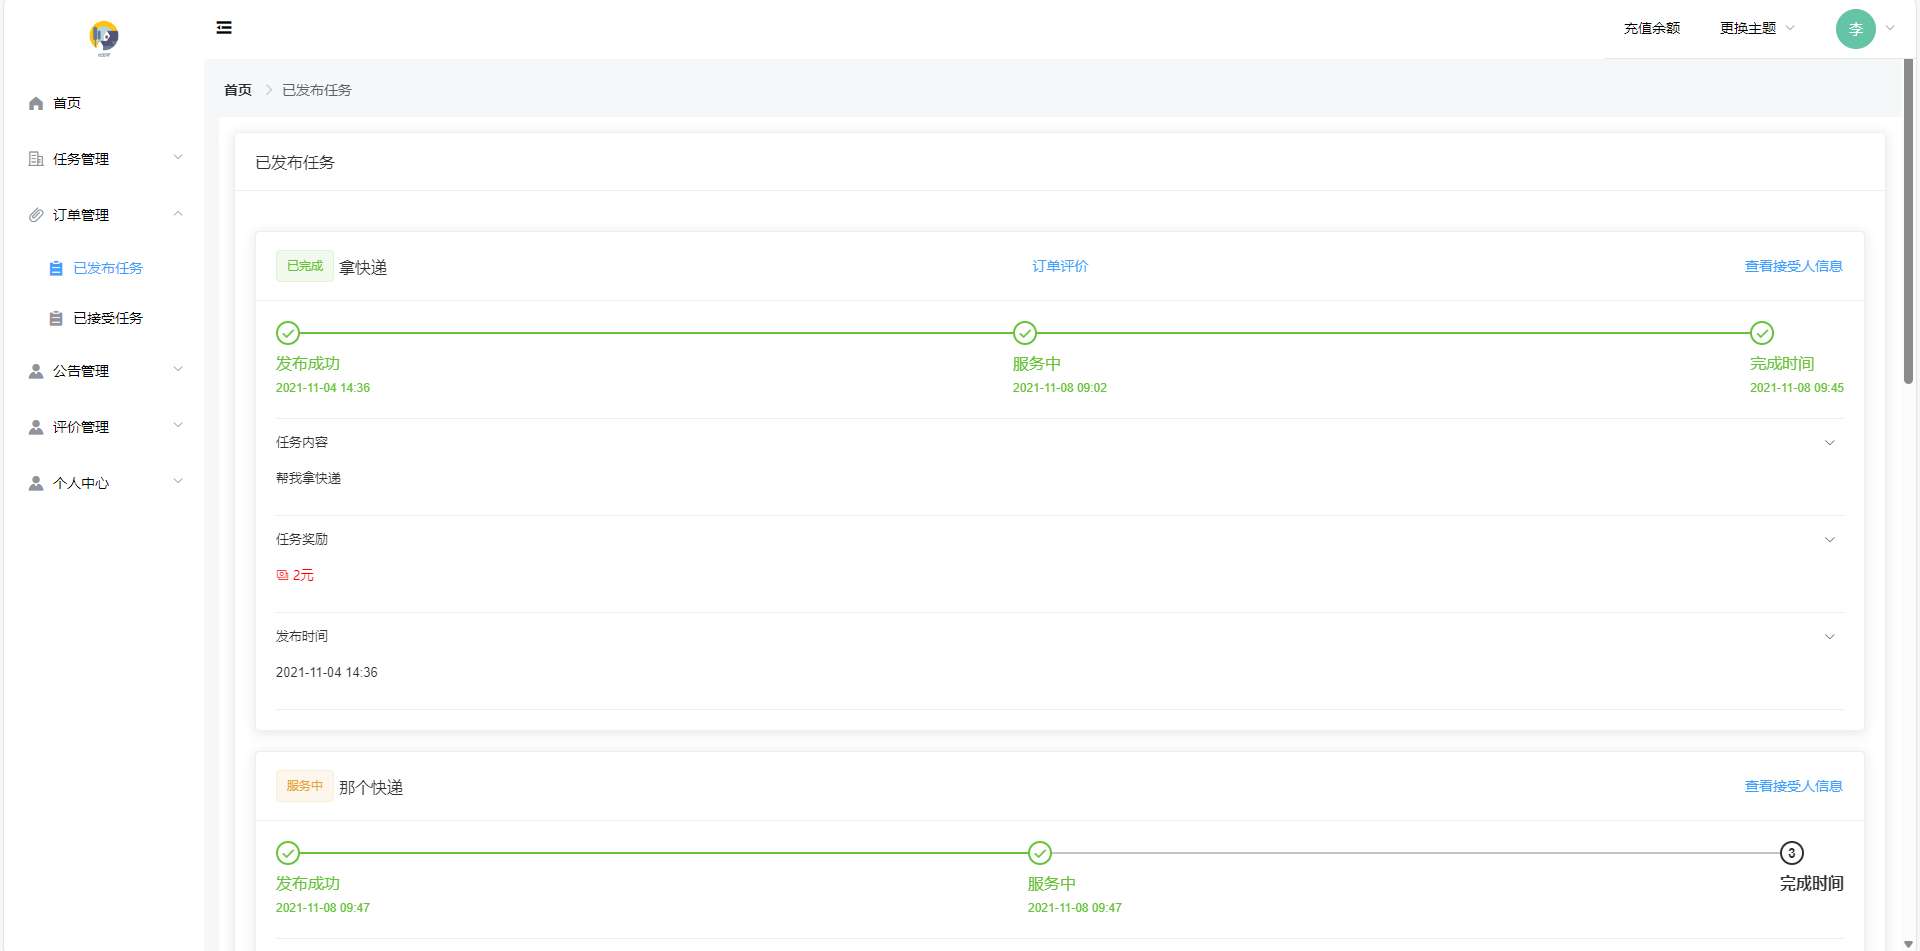 充值余额
更换主题
李
首页
任务管理
订单管理
已发布任务
已接受任务
公告管理
评价管理
个人中心
首页
已发布任务
已发布任务
已完成
拿快递
订单评价
查看接受人信息
发布成功
2021-11-04 14:36
服务中
2021-11-08 09:02
完成时间
2021-11-08 09:45
任务内容
帮我拿快递
任务奖励
2元
发布时间
2021-11-04 14:36
服务中
那个快递
查看接受人信息
发布成功
2021-11-08 09:47
服务中
2021-11-08 09:47
3
完成时间